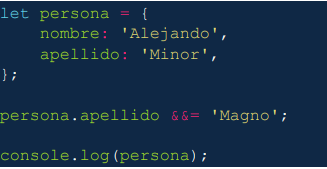 let persona = {
    nombre: 'Alejando',
    apellido: 'Minor',
};
persona.apellido &&= 'Magno';
console.log(persona);